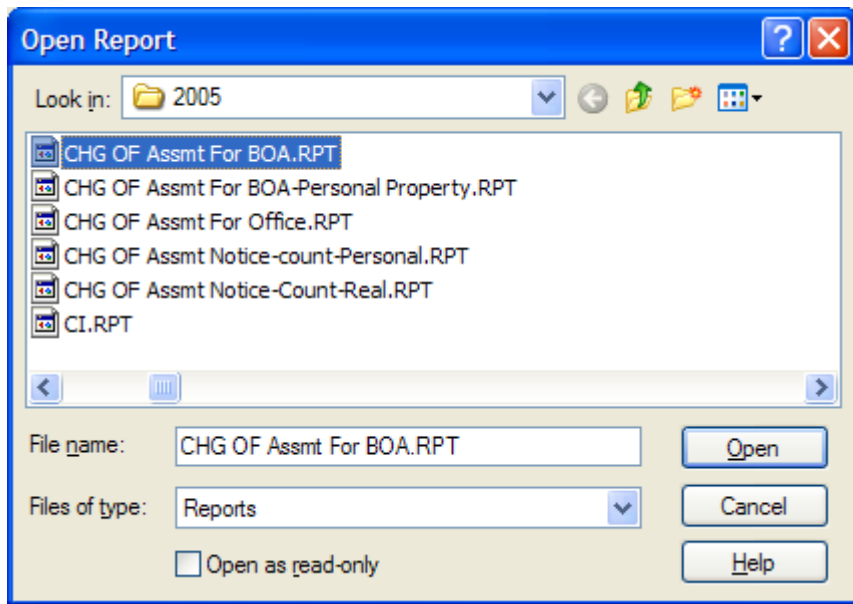 Open Report
Look in: 2005
CHG OF Assmt For BOA.RPT
CHG OF Assmt For BOA-Personal Property.RPT
CHG OF Assmt For Office.RPT
CHG OF Assmt Notice-count-Personal.RPT
CHG OF Assmt Notice-Count-Real.RPT
CI.RPT
File name: CHG OF Assmt For BOA.RPT Open
Files of type: Reports Cancel
Open as read-only Help